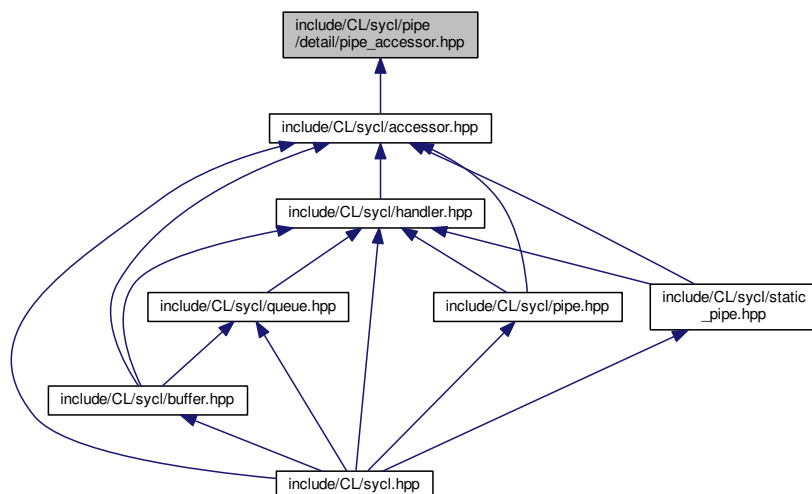 include/CL/sycl/pipe
/detail/pipe_accessor.hpp
include/CL/sycl/accessor.hpp
include/CL/sycl/handler.hpp
include/CL/sycl/queue.hpp
include/CL/sycl/pipe.hpp
include/CL/sycl/static
_pipe.hpp
include/CL/sycl/buffer.hpp
include/CL/sycl.hpp